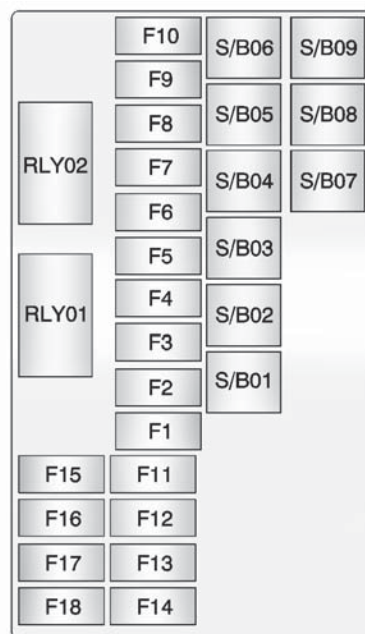 F10 S/B06 S/B09
F9
F8 S/B05 S/B08
RLY02 F7 S/B04 S/B07
F6
F5 S/B03
F4
RLY01 S/B02
F3
F2 S/B01
F1
F15 F11
F16 F12
F17 F13
F18 F14